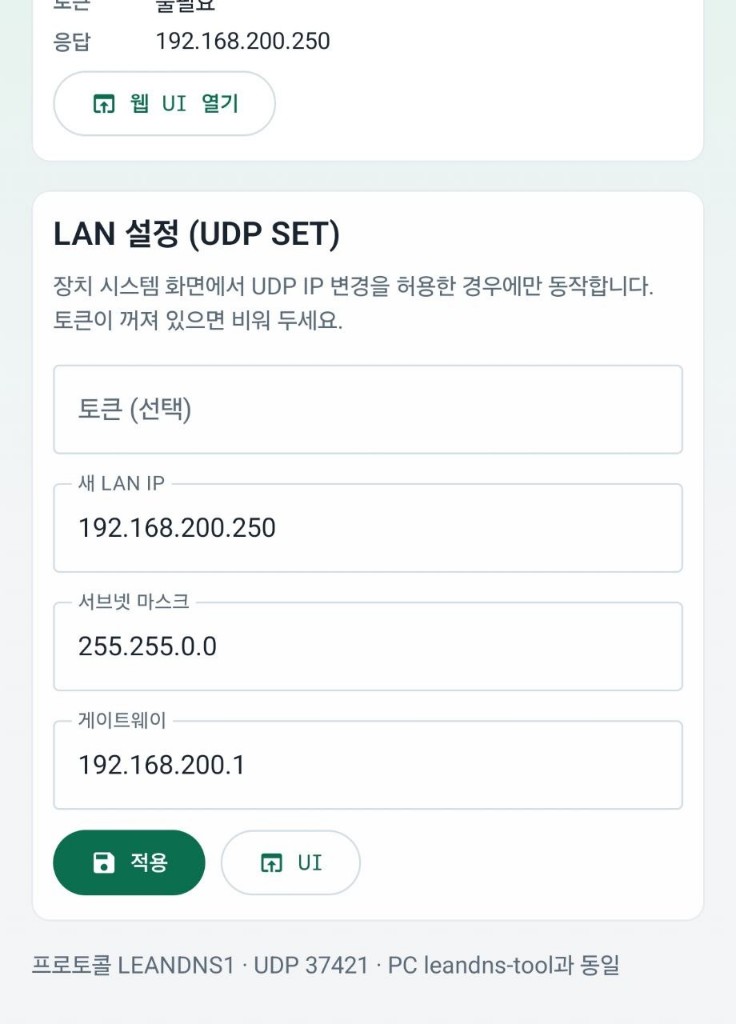 토큰 불필요
응답 192.168.200.250
웹 UI 열기
LAN 설정 (UDP SET)
장치 시스템 화면에서 UDP IP 변경을 허용한 경우에만 동작합니다.
토큰이 꺼져 있으면 비워 두세요.
토큰 (선택)
새 LAN IP
192.168.200.250
서브넷 마스크
255.255.0.0
게이트웨이
192.168.200.1
적용 UI
프로토콜 LEANDNS1 · UDP 37421 · PC leandns-tool과 동일